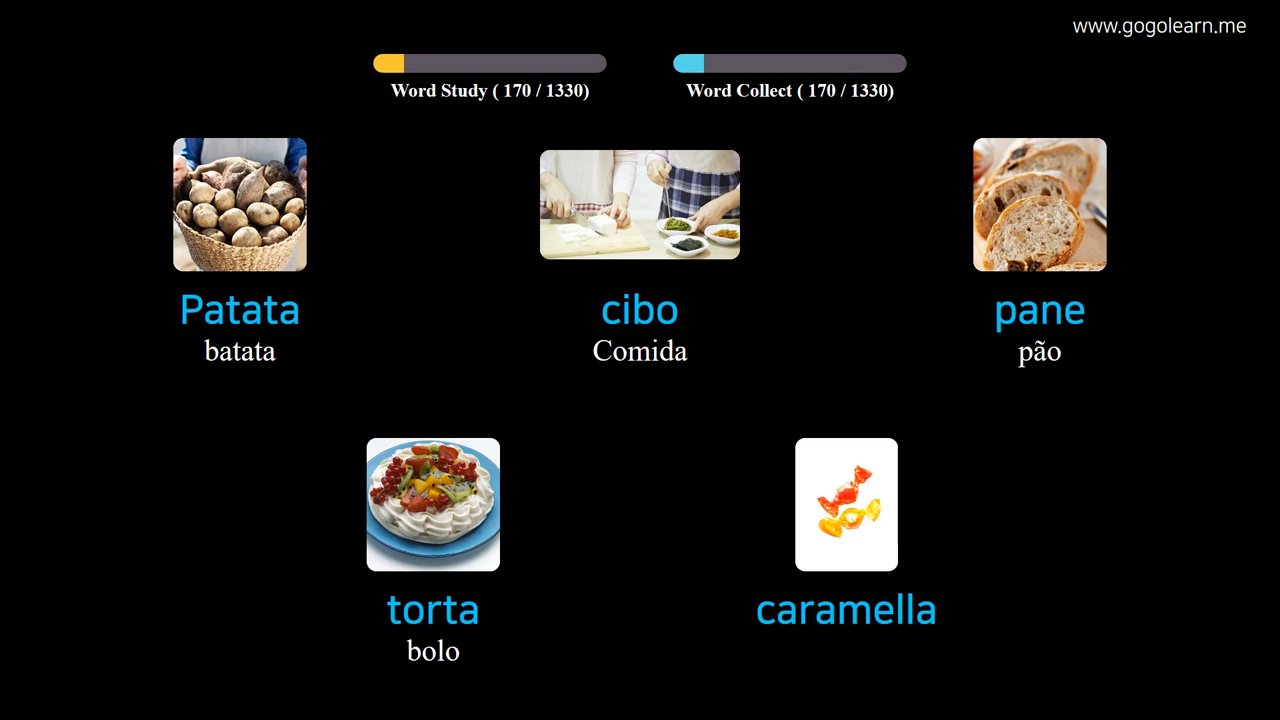 www.gogolearn.me
Word Study ( 170 / 1330)
Word Collect ( 170 / 1330)
Patata
batata
cibo
Comida
pane
pão
torta
bolo
caramella